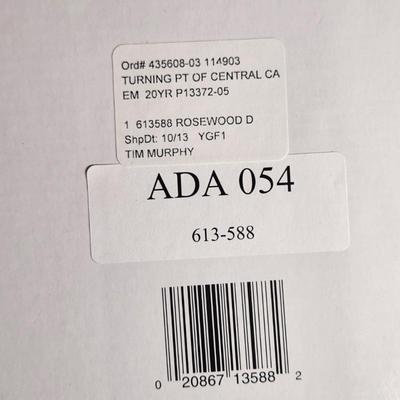 Ord# 435608-03 114903
TURNING PT OF CENTRAL CA
EM 20YR P13372-05
1 613588 ROSEWOOD D
ShpDt: 10/13 YGF1
TIM MURPHY
ADA 054
613-588
0 20867 13588 2